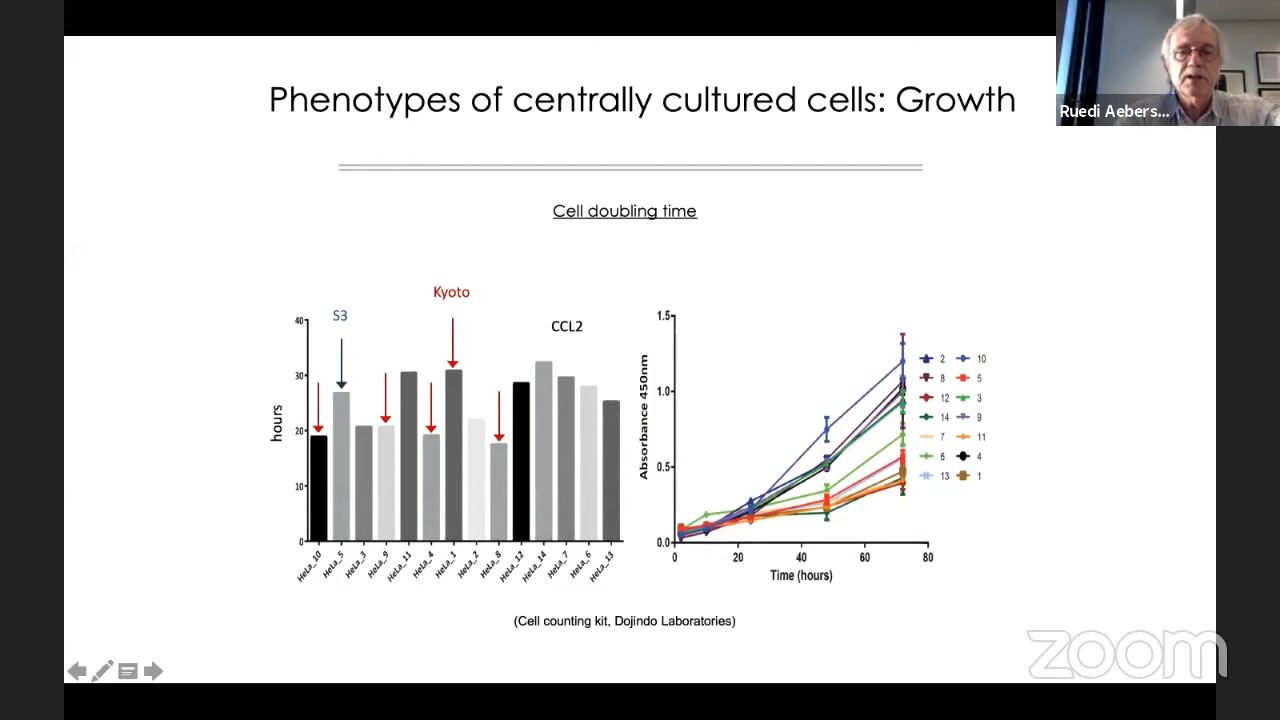 Phenotypes of centrally cultured cells: Growth
Ruedi Aebers...
Cell doubling time
Kyoto
S3
CCL2
40
30
20
10
0
hours
HeLa_10
HeLa_5
HeLa_3
HeLa_9
HeLa_11
HeLa_4
HeLa_1
HeLa_2
HeLa_8
HeLa_12
HeLa_14
HeLa_7
HeLa_6
HeLa_13
1.5
1.0
0.5
0.0
Absorbance 450nm
0 20 40 60 80
Time (hours)
2 10
8 5
12 3
14 9
7 11
6 4
13 1
(Cell counting kit, Dojindo Laboratories)
zoom